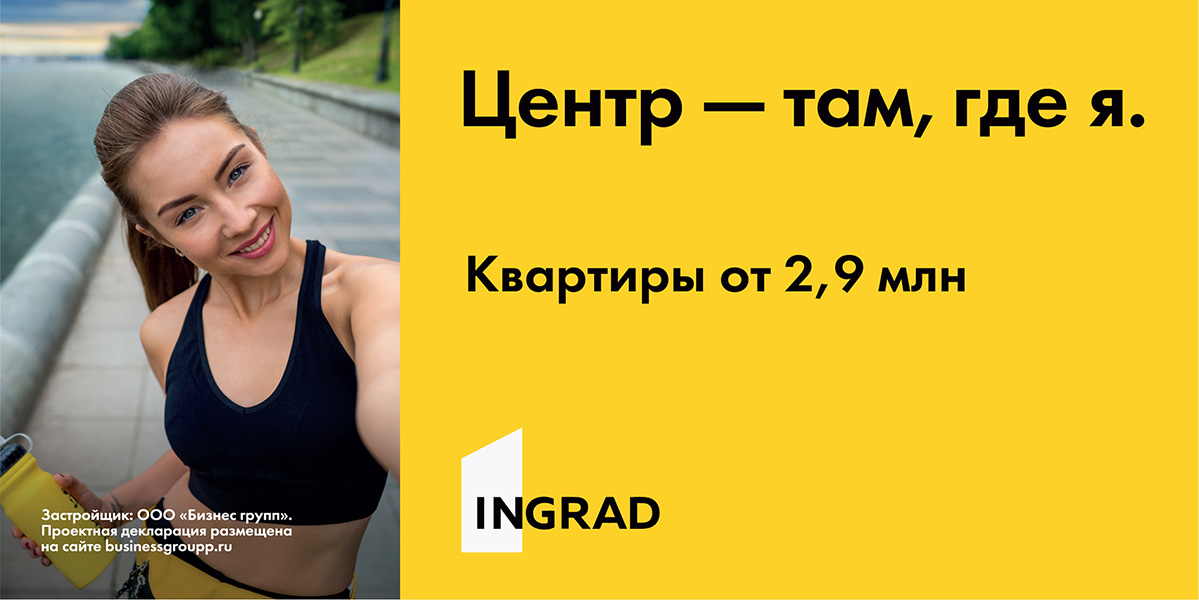 Центр — там, где я.
Квартиры от 2,9 млн
INGRAD
Застройщик: ООО «Бизнес групп».
Проектная декларация размещена
на сайте businessgroupp.ru